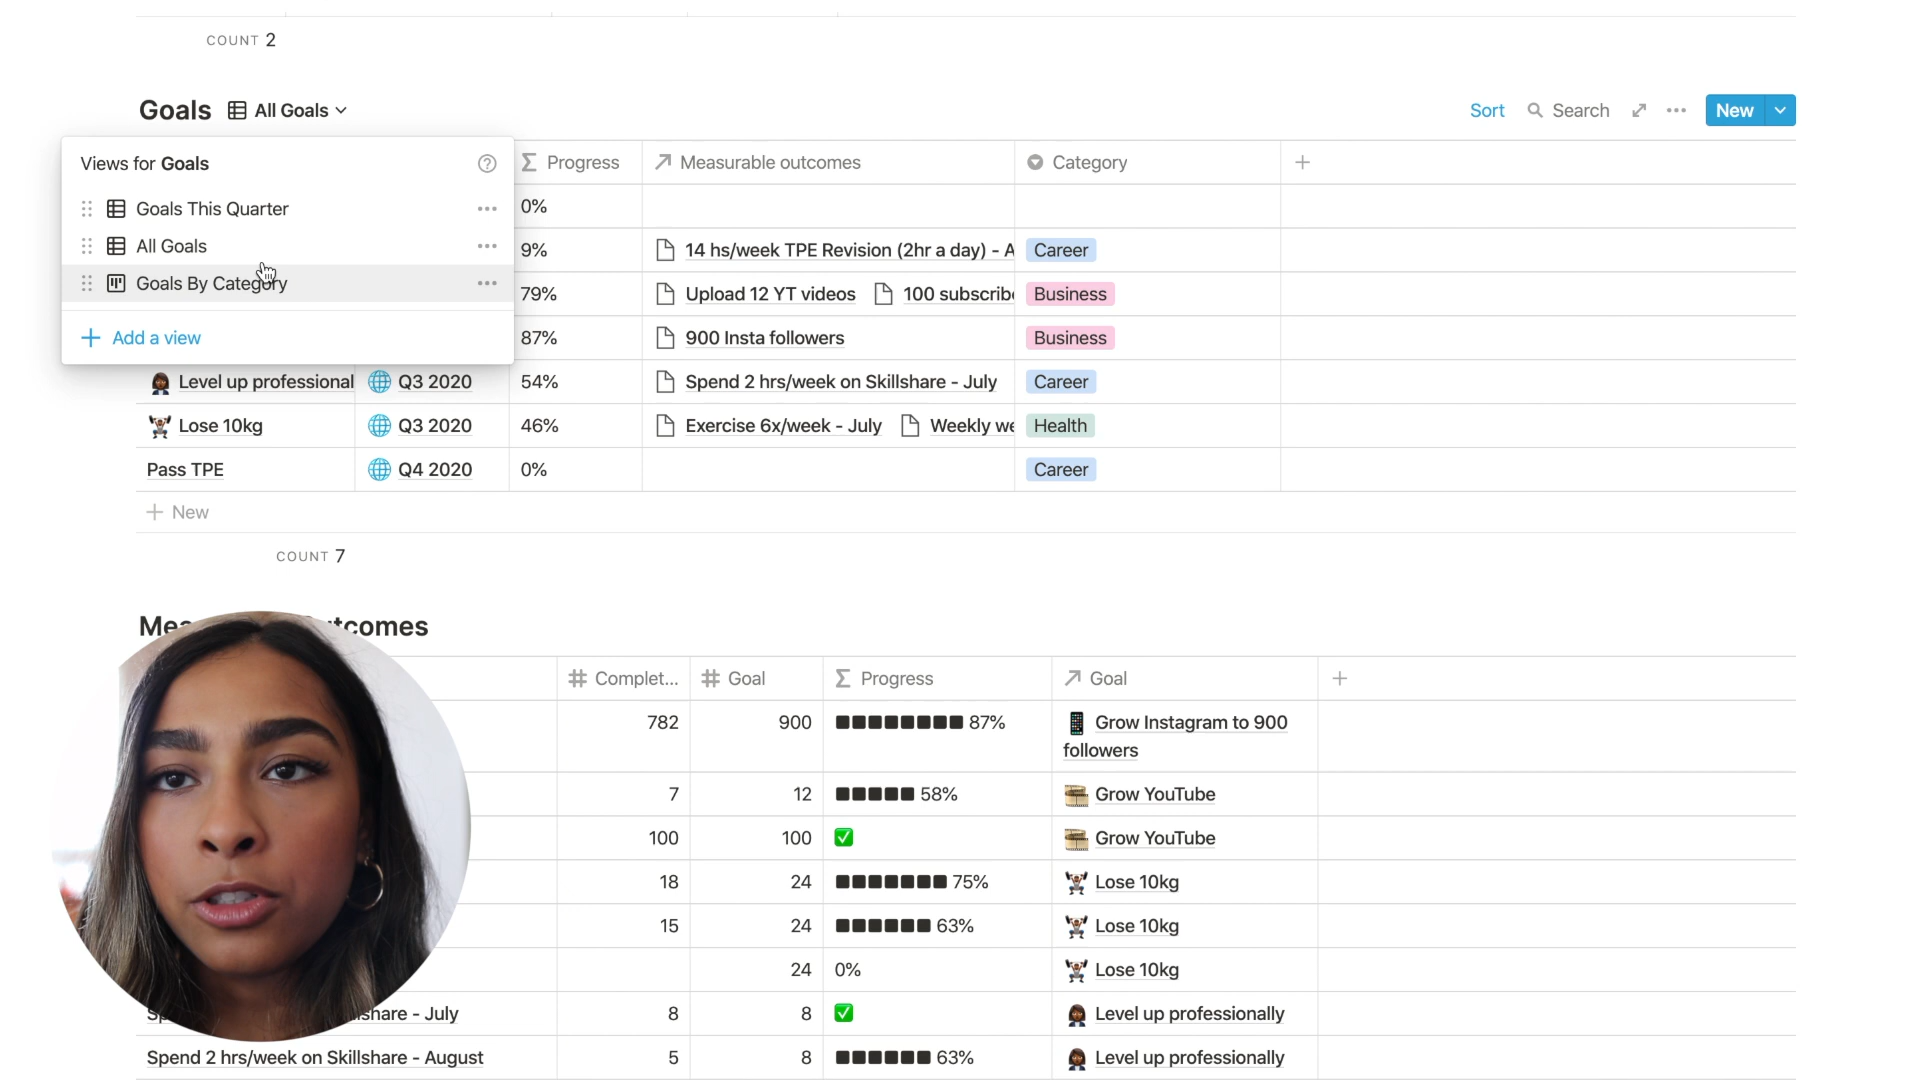 COUNT 2
Goals All Goals Sort Search New
Views for Goals
Progress Measurable outcomes Category
Goals This Quarter
0%
All Goals
9% 14 hs/week TPE Revision (2hr a day) - A Career
Goals By Category
79% Upload 12 YT videos 100 subscrib Business
Add a view
87% 900 Insta followers Business
Level up professional Q3 2020 54% Spend 2 hrs/week on Skillshare - July Career
Lose 10kg Q3 2020 46% Exercise 6x/week - July Weekly we Health
Pass TPE Q4 2020 0% Career
New
COUNT 7
tcomes
Complet... Goal Progress Goal
782 900 87% Grow Instagram to 900
followers
7 12 58% Grow YouTube
100 100 Grow YouTube
18 24 75% Lose 10kg
15 24 63% Lose 10kg
24 0% Lose 10kg
share - July 8 8 Level up professionally
Spend 2 hrs/week on Skillshare - August 5 8 63% Level up professionally